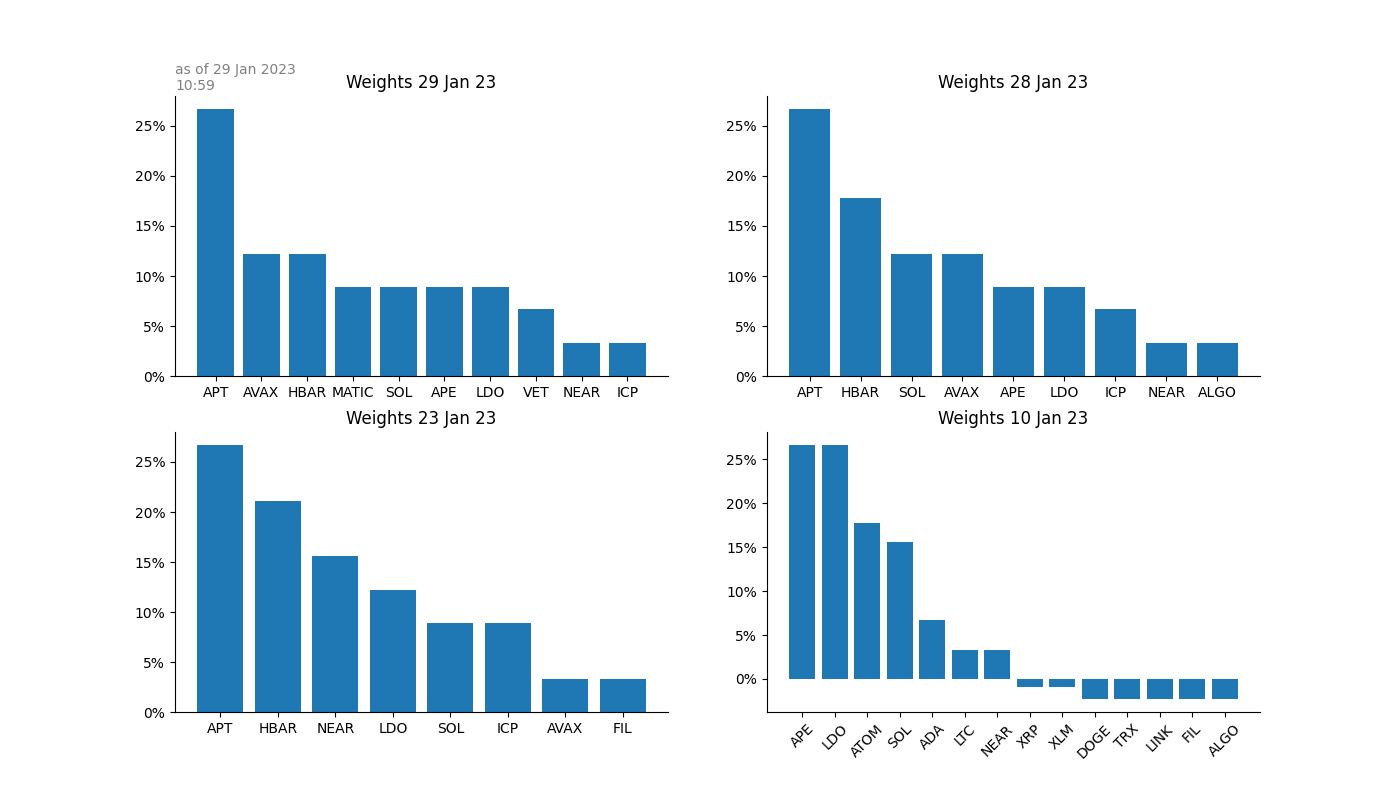 as of 29 Jan 2023
10:59
Weights 29 Jan 23
25%
20%
15%
10%
5%
0%
APT AVAX HBAR MATIC SOL APE LDO VET NEAR ICP
Weights 28 Jan 23
25%
20%
15%
10%
5%
0%
APT HBAR SOL AVAX APE LDO ICP NEAR ALGO
Weights 23 Jan 23
25%
20%
15%
10%
5%
0%
APT HBAR NEAR LDO SOL ICP AVAX FIL
Weights 10 Jan 23
25%
20%
15%
10%
5%
0%
APE LDO ATOM SOL ADA LTC NEAR XRP XLM DOGE TRX LINK FIL ALGO